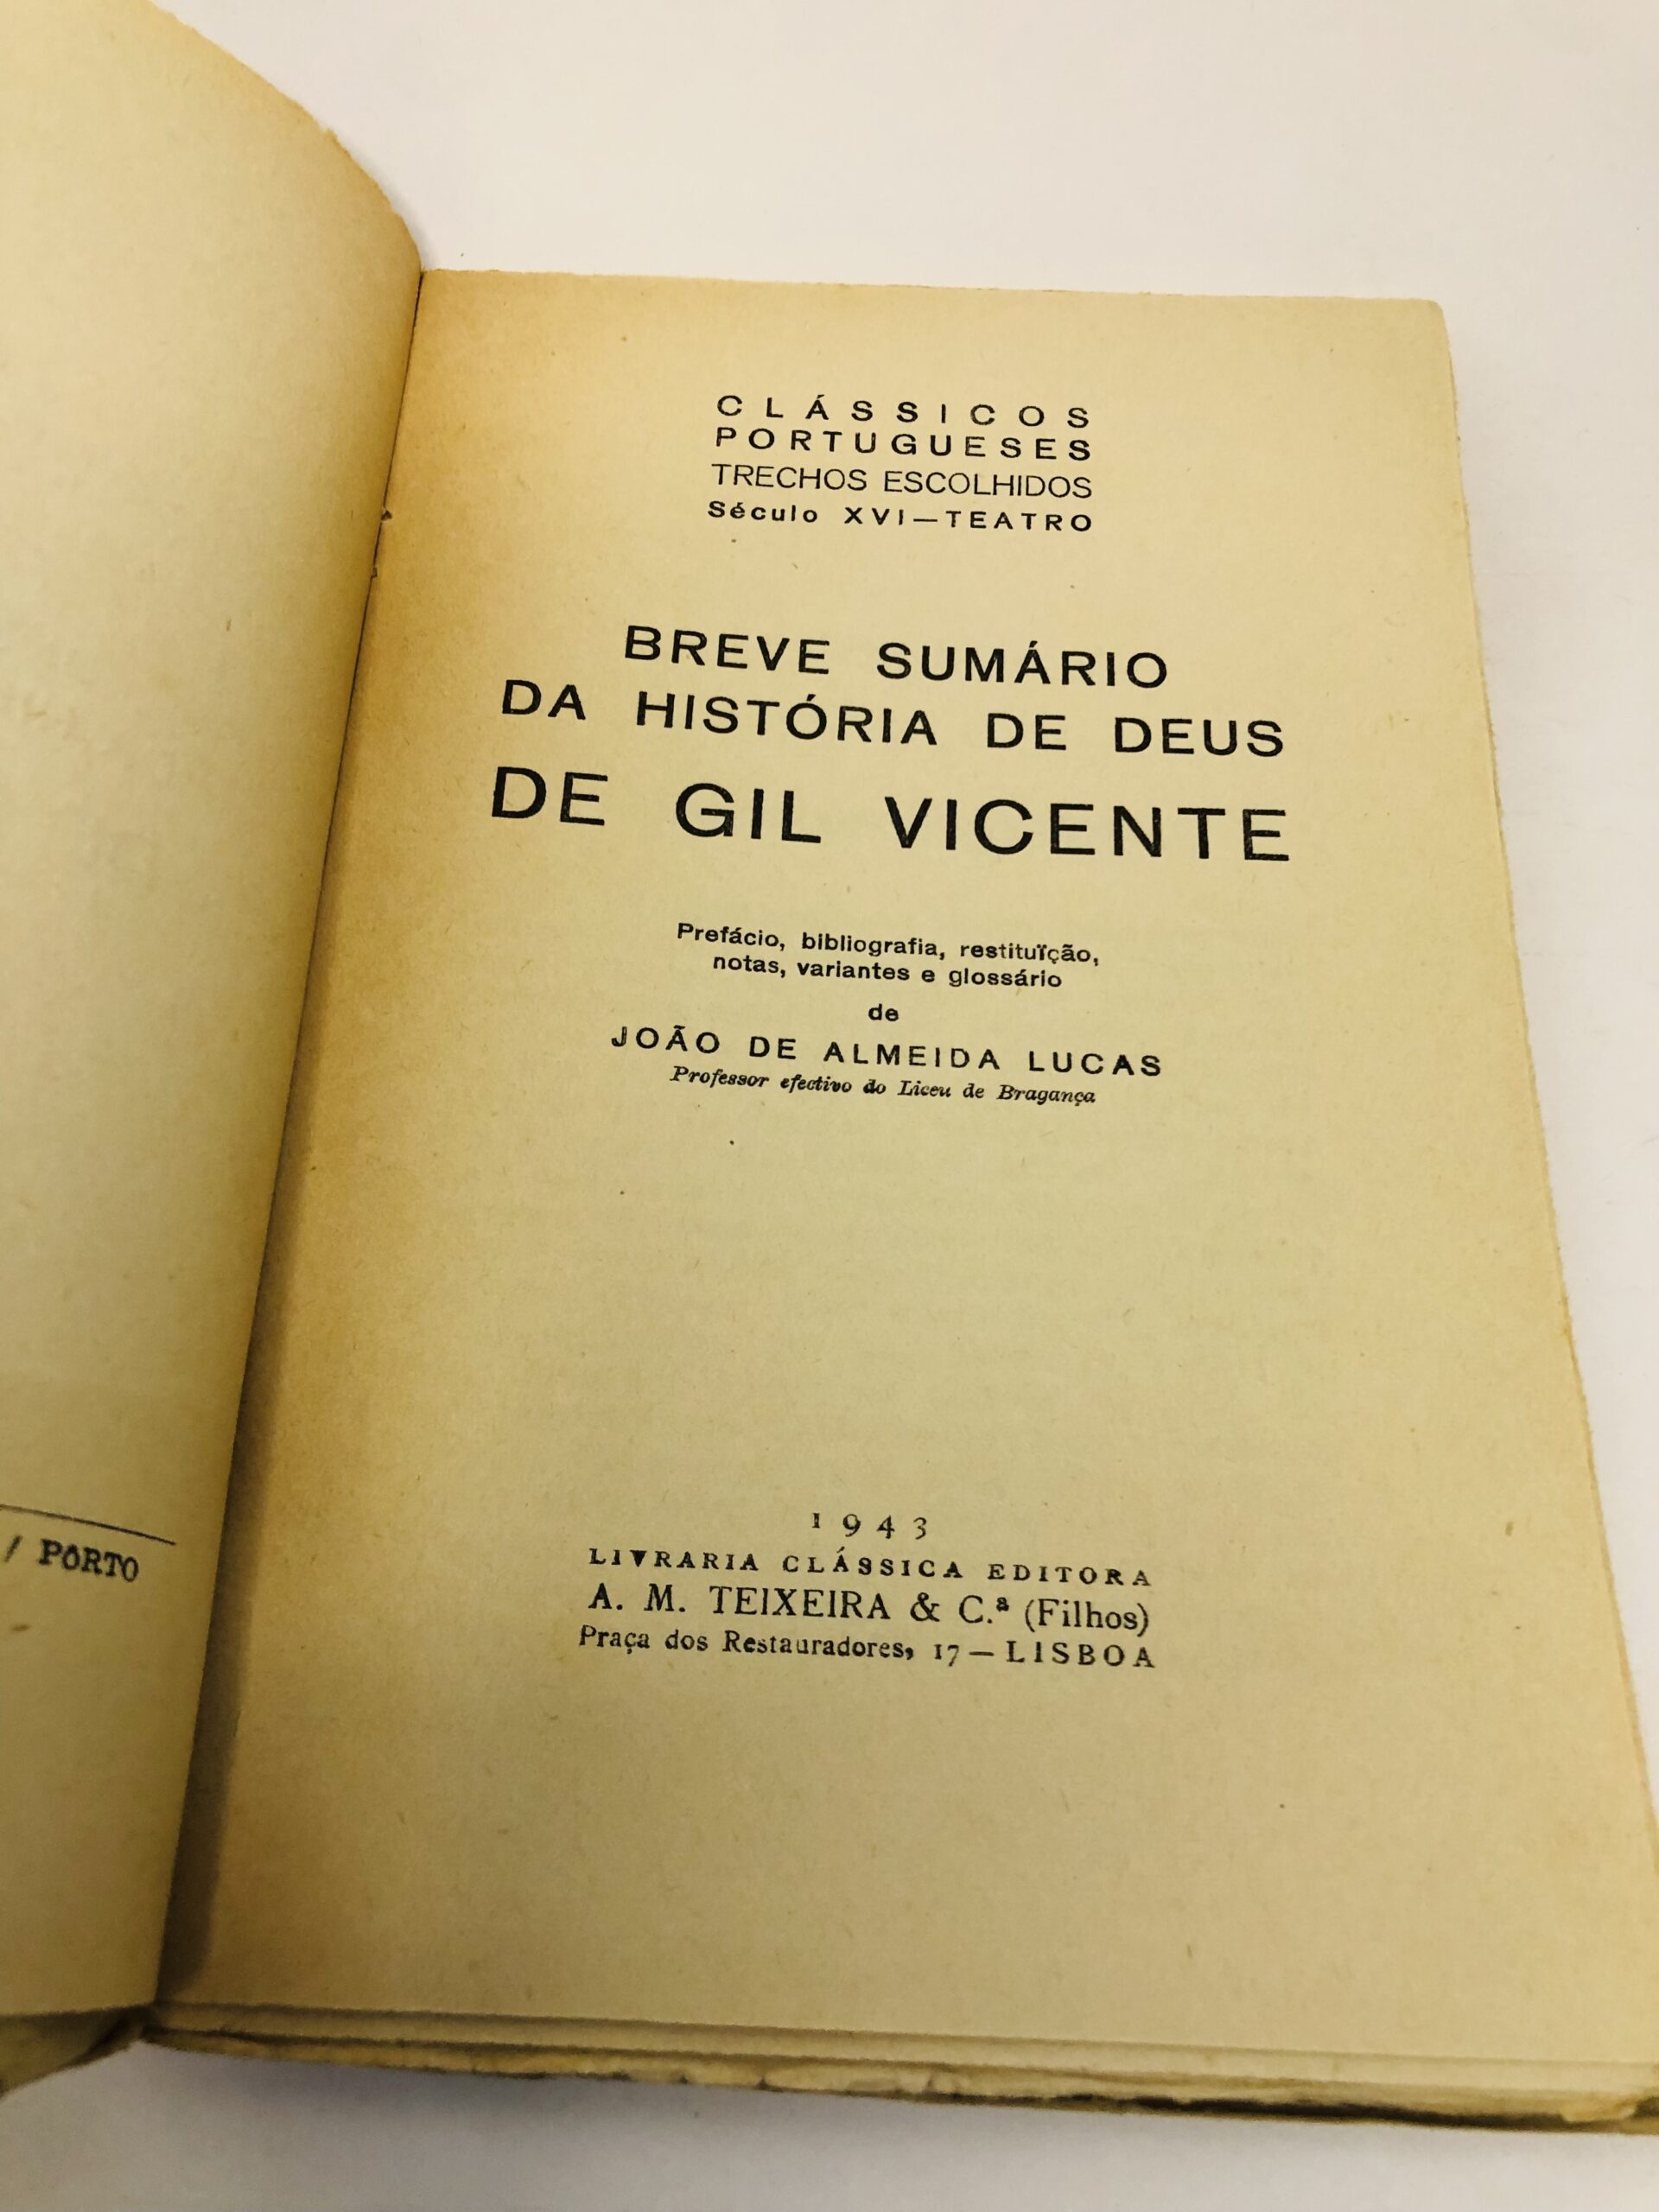 / PORTO
CLÁSSICOS
PORTUGUESES
TRECHOS ESCOLHIDOS
Século XVI—TEATRO
BREVE SUMÁRIO
DA HISTÓRIA DE DEUS
DE GIL VICENTE
Prefácio, bibliografia, restituïção,
notas, variantes e glossário
de
JOÃO DE ALMEIDA LUCAS
Professor efectivo do Liceu de Bragança
1943
LIVRARIA CLÁSSICA EDITORA
A. M. TEIXEIRA & C.ª (Filhos)
Praça dos Restauradores, 17 — LISBOA